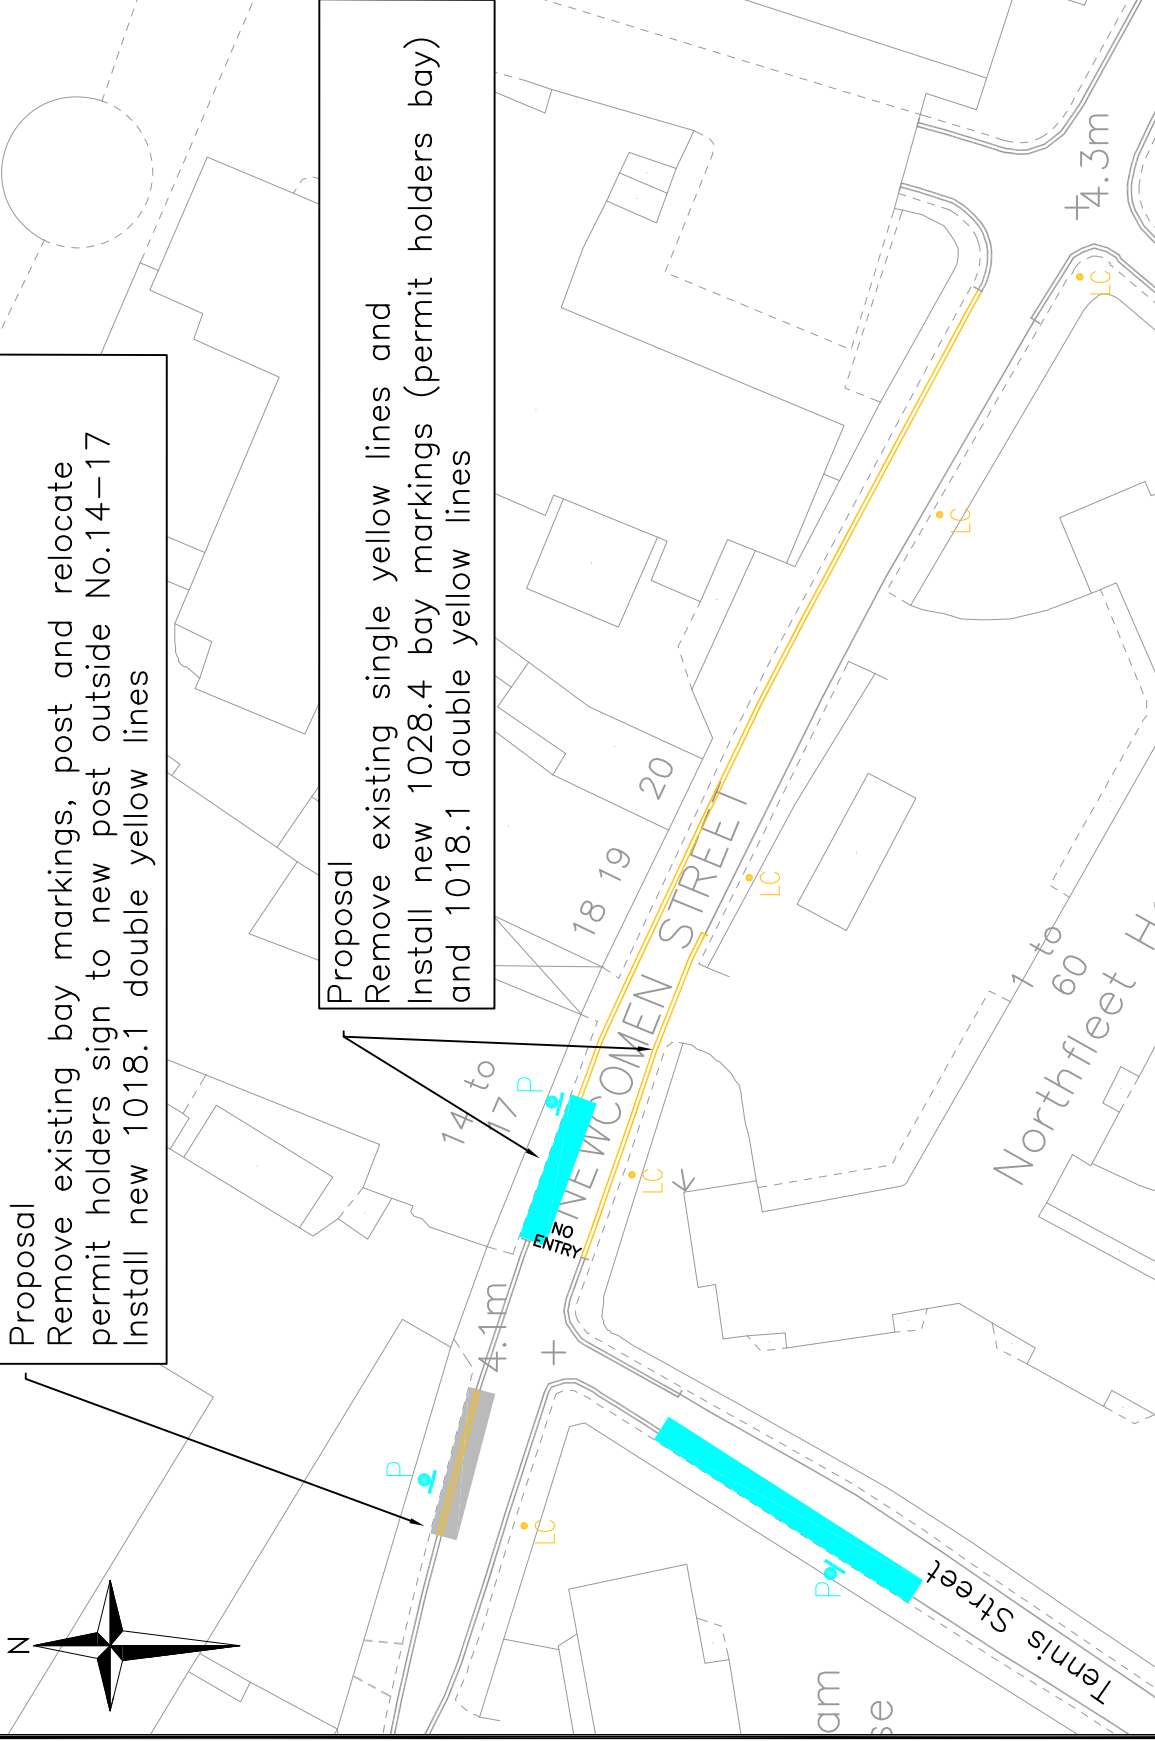 Proposal
Remove existing bay markings, post and relocate
permit holders sign to new post outside No.14-17
Install new 1018.1 double yellow lines
Proposal
Remove existing single yellow lines and
Install new 1028.4 bay markings (permit holders bay)
and 1018.1 double yellow lines
N
P
4.1m
LC
P
14 to
17
18
19
20
NO
ENTRY
NEWCOMEN STREET
LC
LC
LC
LC
4.3m
P
Tennis Street
1 to
60
Northfleet H
am
se